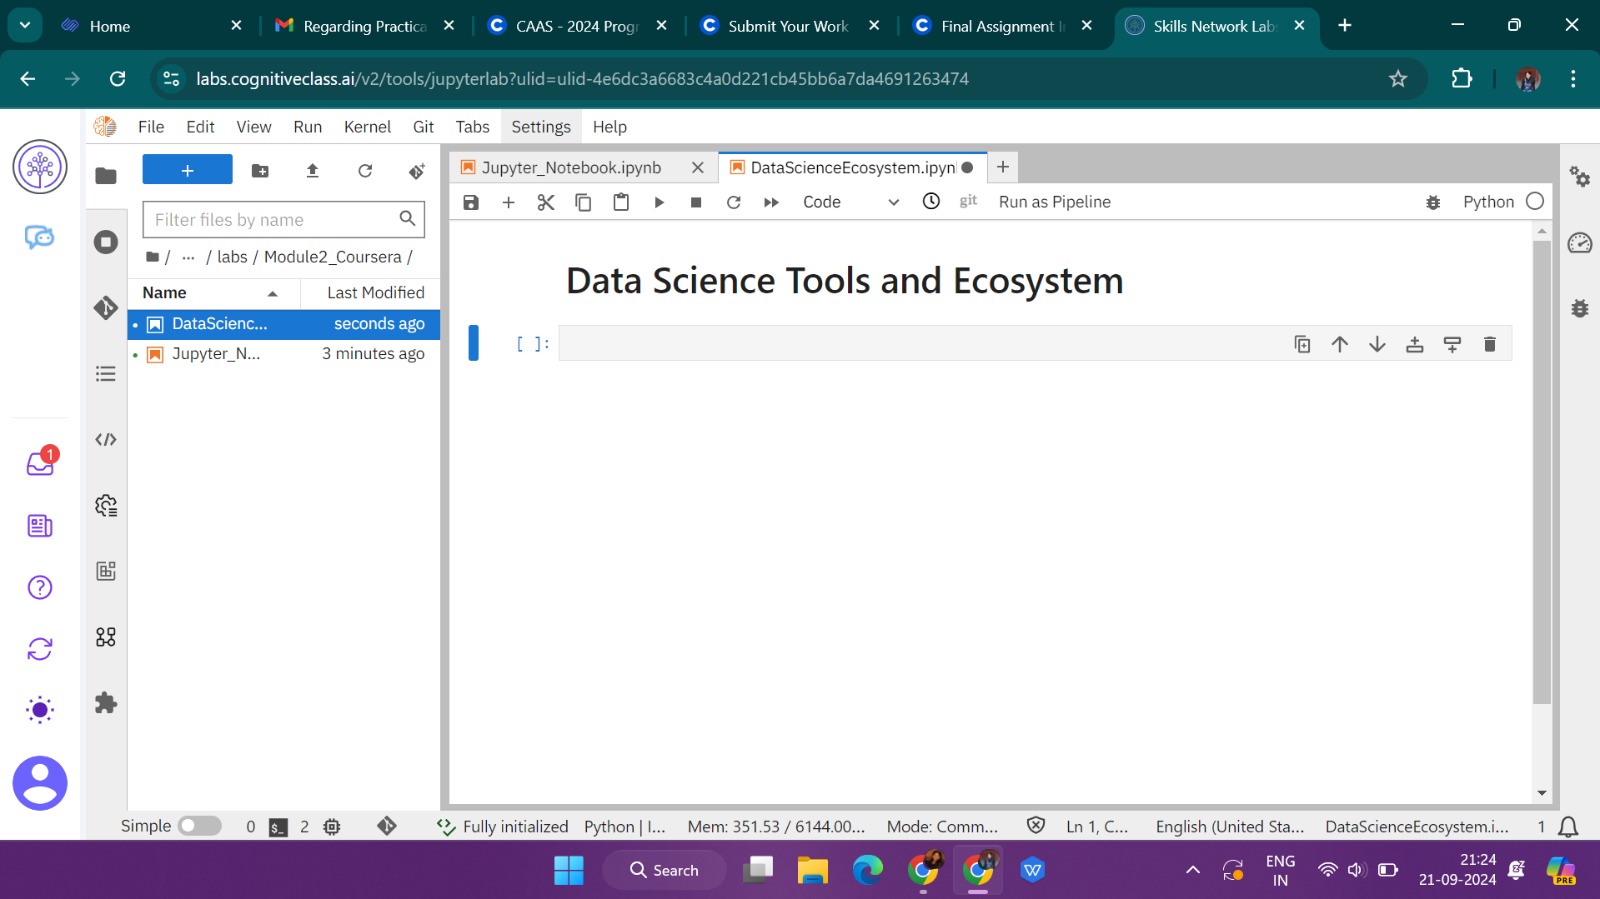 Home
Regarding Practica
CAAS - 2024 Progr
Submit Your Work
Final Assignment I
Skills Network Lab
labs.cognitiveclass.ai/v2/tools/jupyterlab?ulid=ulid-4e6dc3a6683c4a0d221cb45bb6a7da4691263474
File Edit View Run Kernel Git Tabs Settings Help
Jupyter_Notebook.ipynb
DataScienceEcosystem.ipyn
Code
git
Run as Pipeline
Python
Filter files by name
/ ... / labs / Module2_Coursera /
Name
Last Modified
DataScienc...
seconds ago
Jupyter_N...
3 minutes ago
Data Science Tools and Ecosystem
[ ]:
1
Simple
0
$_
2
Fully initialized
Python | I...
Mem: 351.53 / 6144.00...
Mode: Comm...
Ln 1, C...
English (United Sta...
DataScienceEcosystem.i...
1
Search
ENG
IN
21:24
21-09-2024
PRE